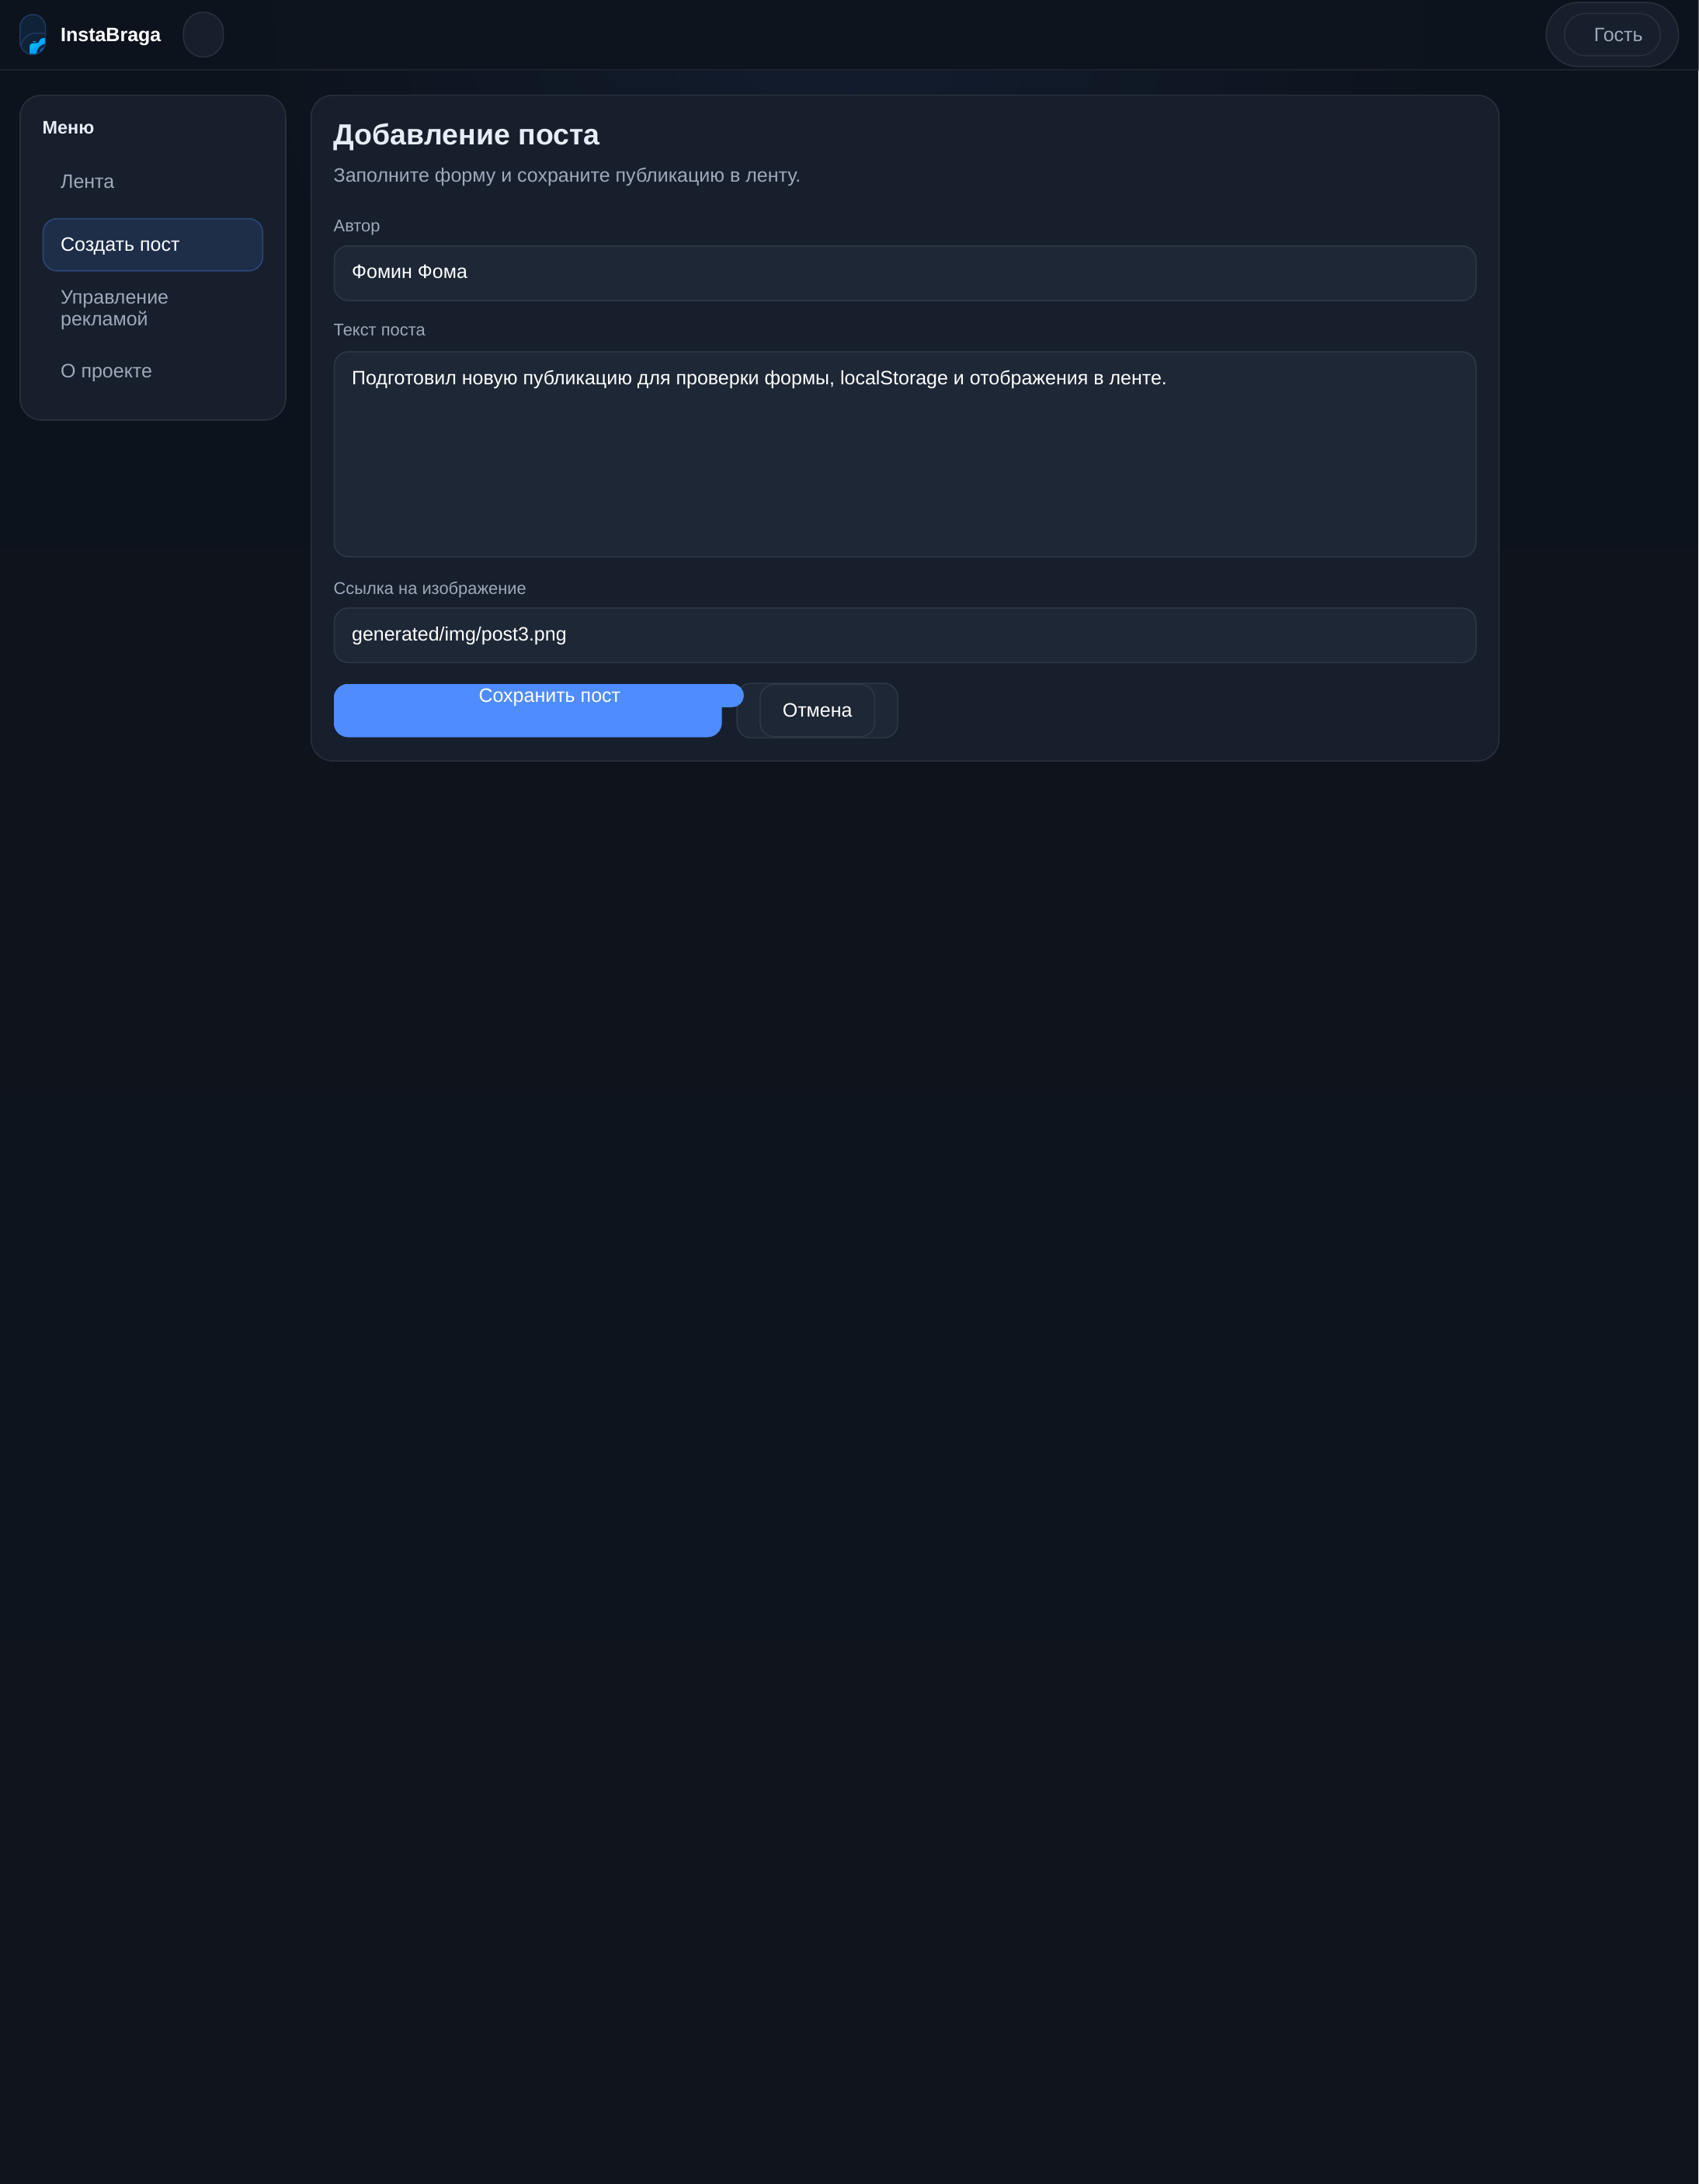 InstaBraga
Гость
Меню
Лента
Создать пост
Управление
рекламой
О проекте
Добавление поста
Заполните форму и сохраните публикацию в ленту.
Автор
Фомин Фома
Текст поста
Подготовил новую публикацию для проверки формы, localStorage и отображения в ленте.
Ссылка на изображение
generated/img/post3.png
Сохранить пост
Отмена